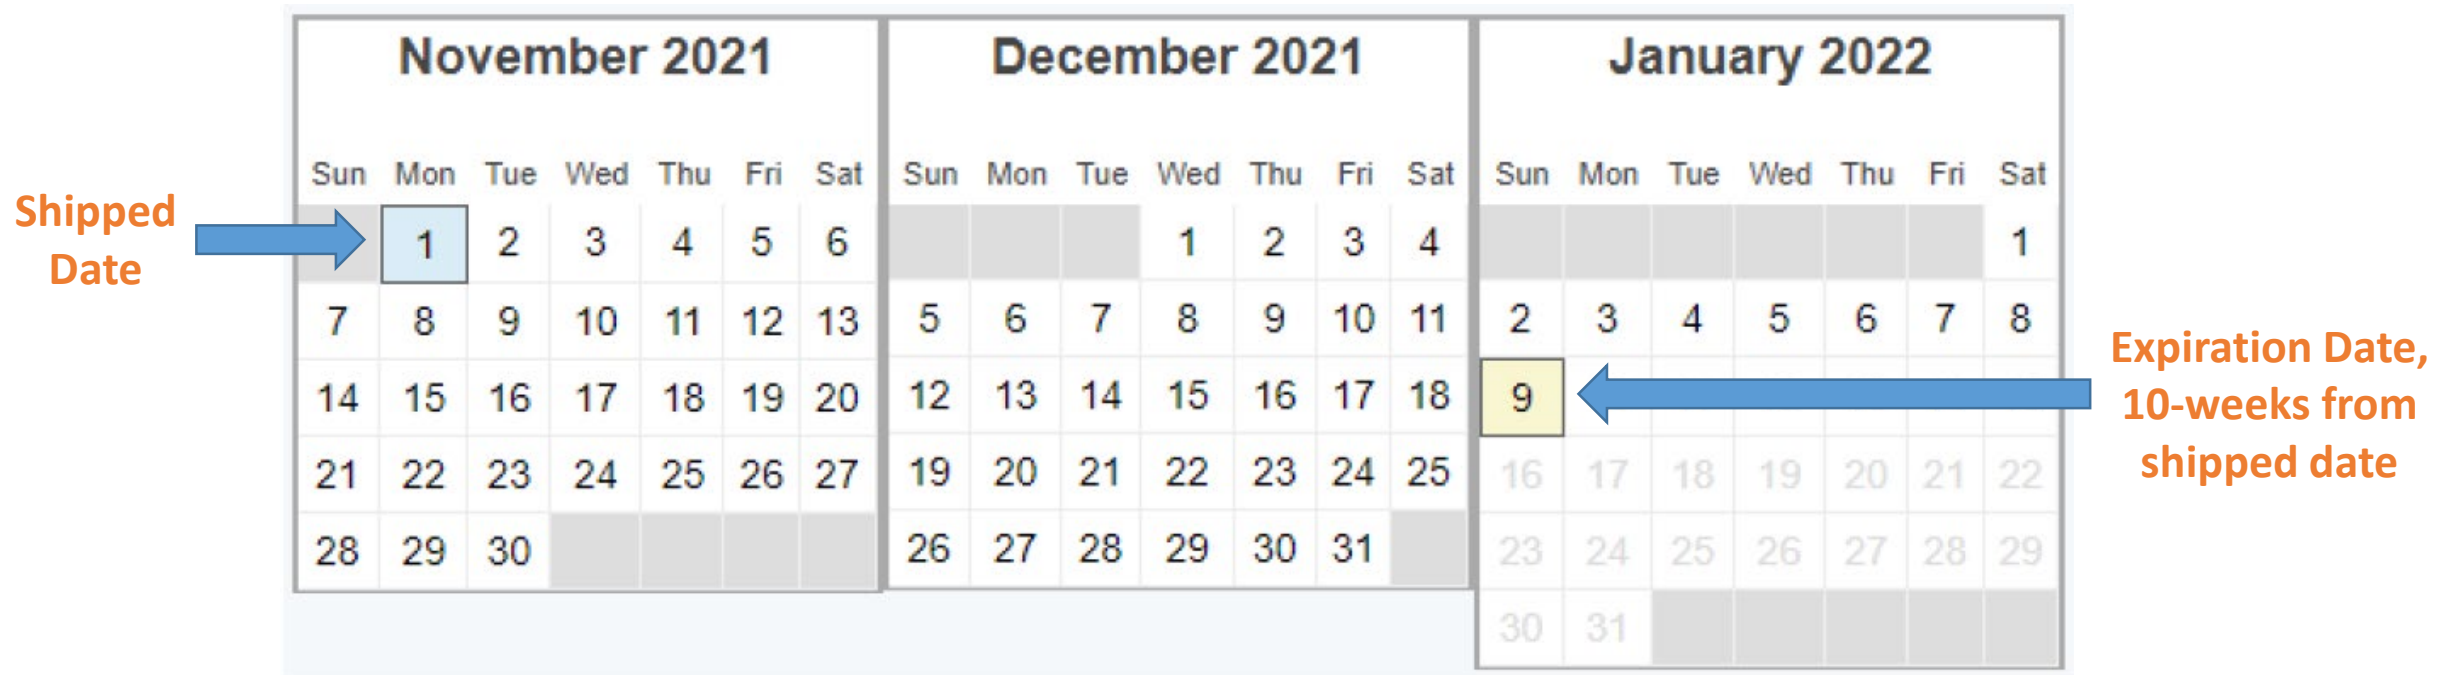 November 2021
Sun Mon Tue Wed Thu Fri Sat
1 2 3 4 5 6
7 8 9 10 11 12 13
14 15 16 17 18 19 20
21 22 23 24 25 26 27
28 29 30
December 2021
Sun Mon Tue Wed Thu Fri Sat
1 2 3 4
5 6 7 8 9 10 11
12 13 14 15 16 17 18
19 20 21 22 23 24 25
26 27 28 29 30 31
January 2022
Sun Mon Tue Wed Thu Fri Sat
1
2 3 4 5 6 7 8
9
16 17 18 19 20 21 22
23 24 25 26 27 28 29
30 31
Shipped
Date
Expiration Date,
10-weeks from
shipped date